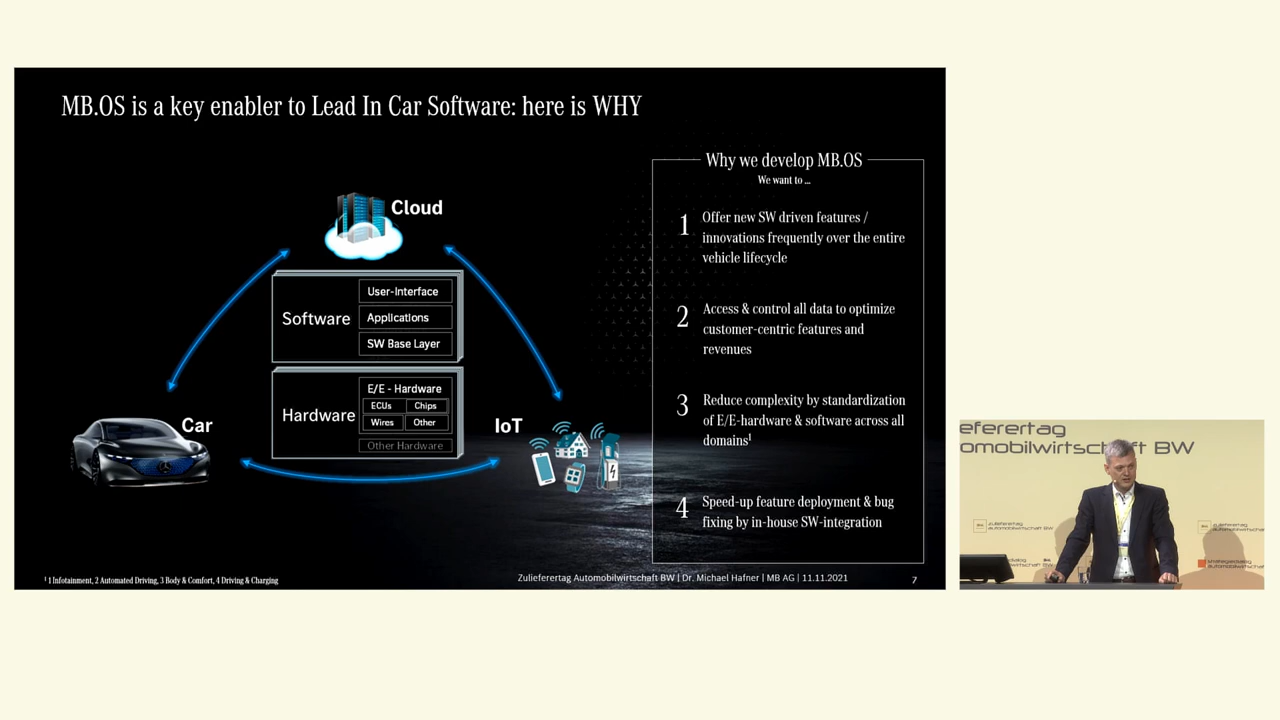 MB.OS is a key enabler to Lead In Car Software: here is WHY
Cloud
Software
User-Interface
Applications
SW Base Layer
Hardware
E/E - Hardware
ECUs
Chips
Wires
Other
Other Hardware
Car
IoT
Why we develop MB.OS
We want to ...
1
Offer new SW driven features /
innovations frequently over the entire
vehicle lifecycle
2
Access & control all data to optimize
customer-centric features and
revenues
3
Reduce complexity by standardization
of E/E-hardware & software across all
domains¹
4
Speed-up feature deployment & bug
fixing by in-house SW-integration
¹ 1 Infotainment, 2 Automated Driving, 3 Body & Comfort, 4 Driving & Charging
Zulieferertag Automobilwirtschaft BW | Dr. Michael Hafner | MB AG | 11.11.2021
7
eferertag
omobilwirtschaft BW
Zulieferertag
automobilwirtschaft BW